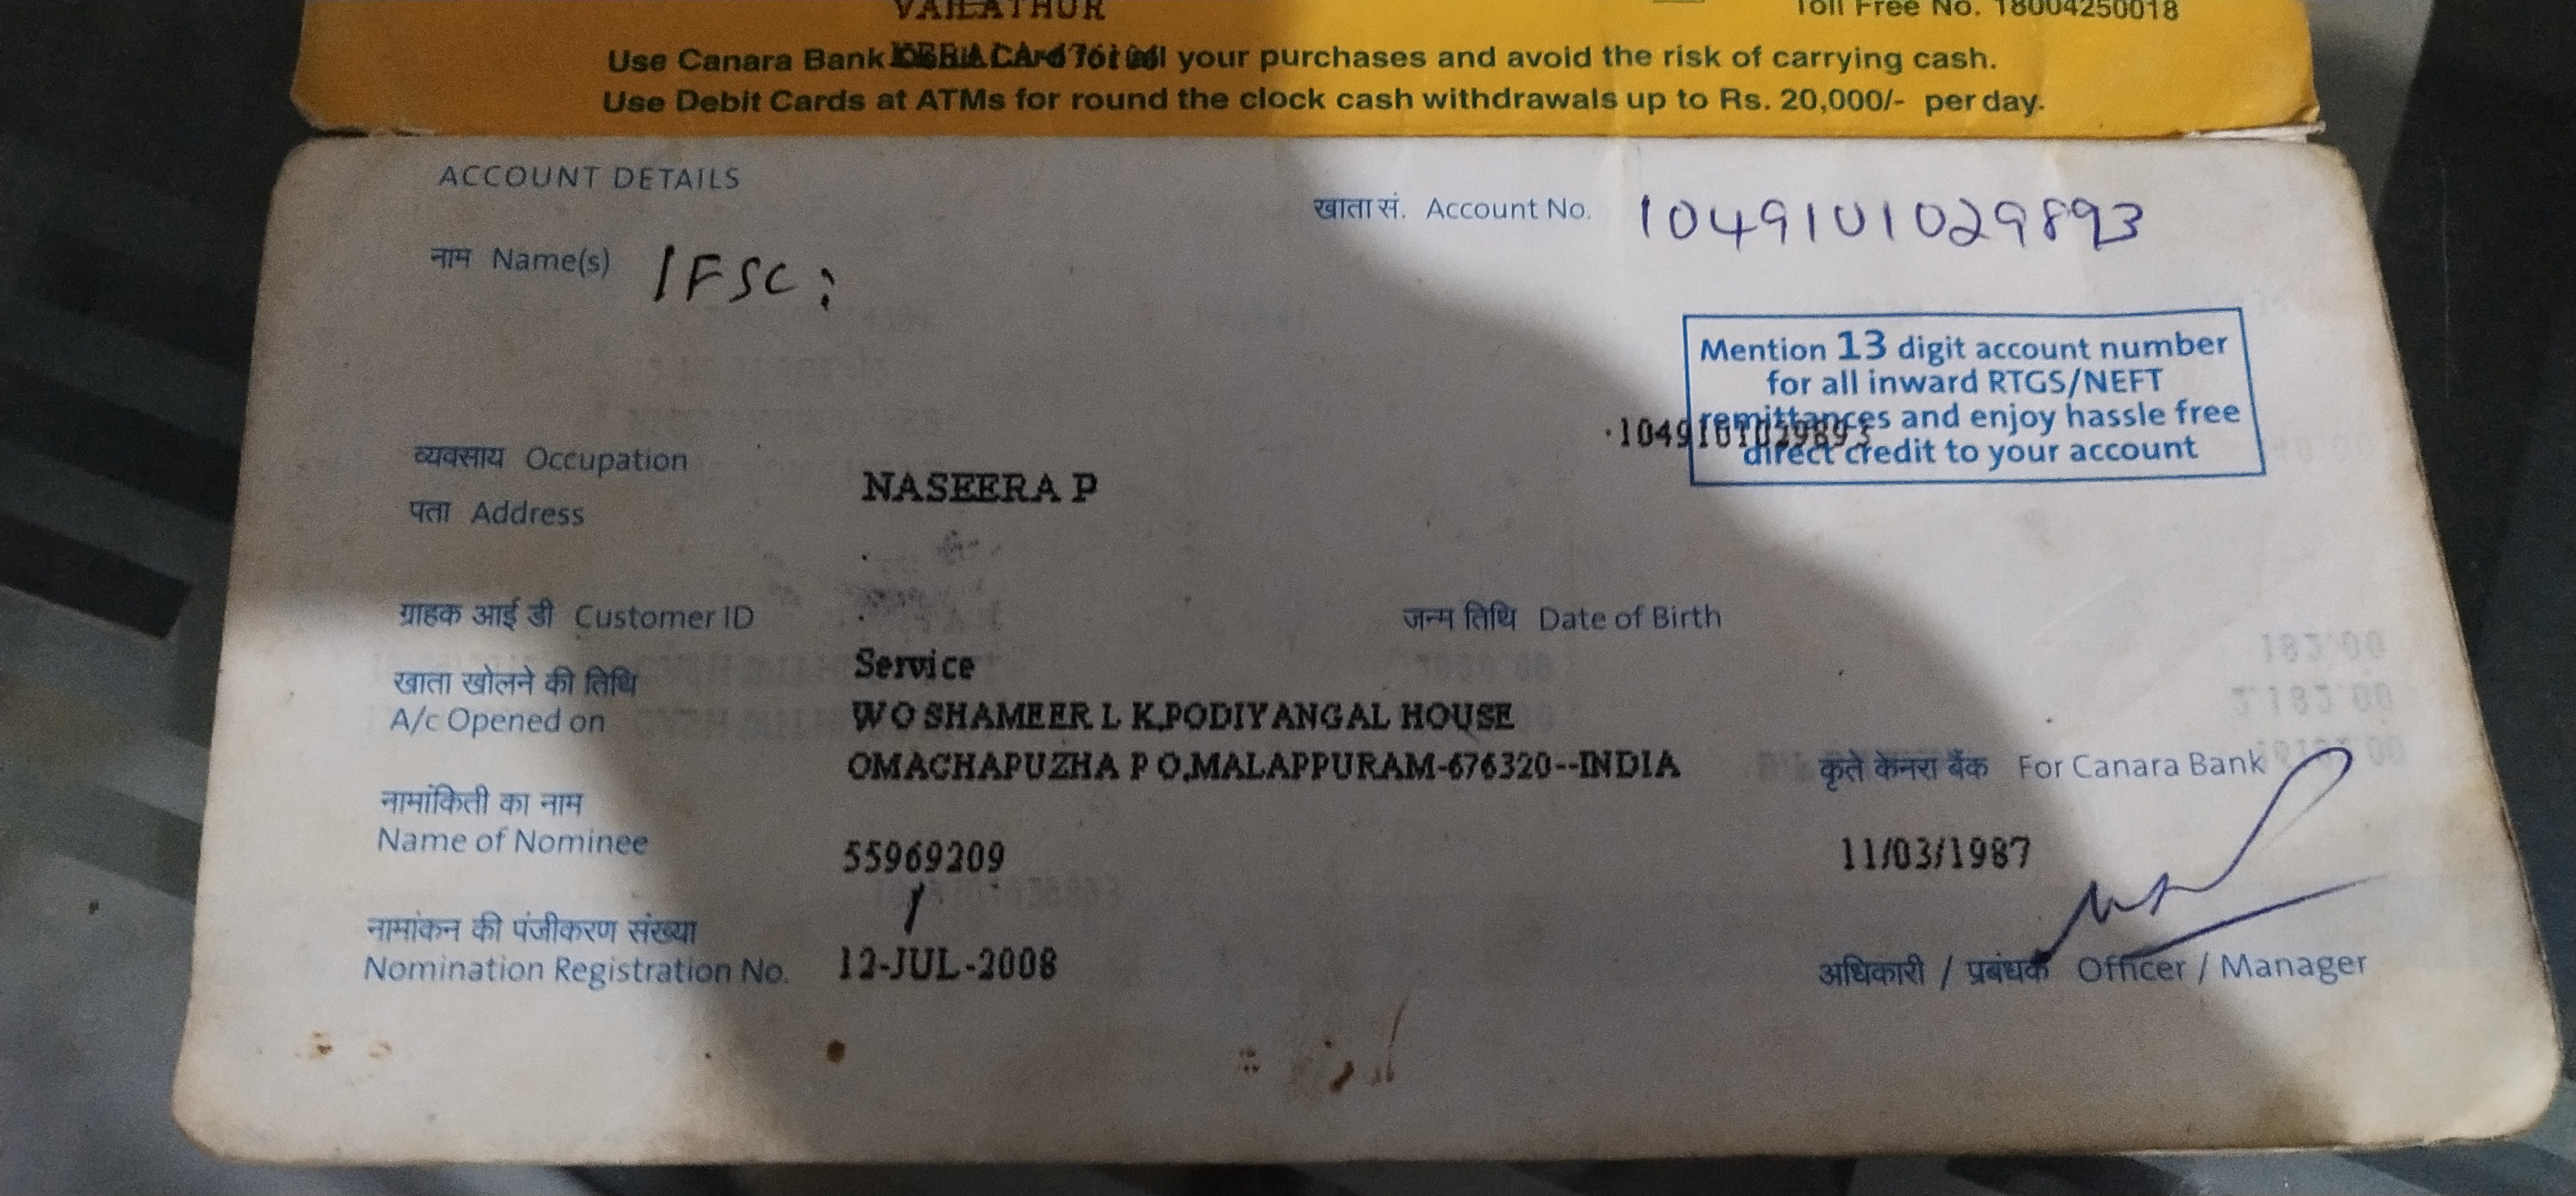 VAILATHUR
Toll Free No. 18004250018
Use Canara Bank Debit Card for all your purchases and avoid the risk of carrying cash.
Use Debit Cards at ATMs for round the clock cash withdrawals up to Rs. 20,000/- per day.
ACCOUNT DETAILS
खाता सं. Account No. 1049101029893
नाम Name(s) IFSC:
Mention 13 digit account number
for all inward RTGS/NEFT
remittances and enjoy hassle free
direct credit to your account
1049101029893
व्यवसाय Occupation
NASEERA P
पता Address
ग्राहक आई डी Customer ID
जन्म तिथि Date of Birth
Service
खाता खोलने की तिथि
A/c Opened on
W O SHAMEER L K,PODIYANGAL HOUSE
OMACHAPUZHA P O,MALAPPURAM-676320--INDIA
कृते केनरा बैंक For Canara Bank
नामांकिती का नाम
Name of Nominee
55969209
11/03/1987
नामांकन की पंजीकरण संख्या
Nomination Registration No. 12-JUL-2008
अधिकारी / प्रबंधक Officer / Manager